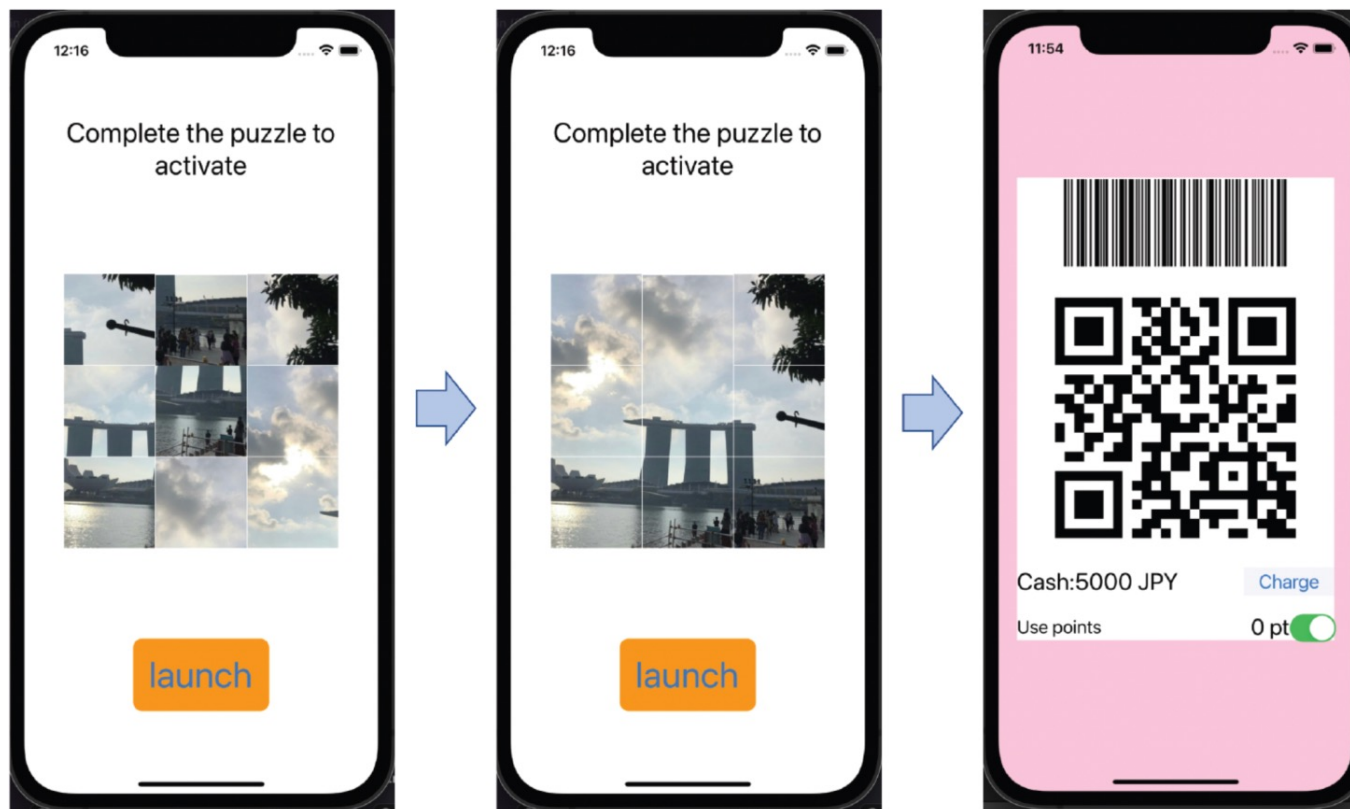 12:16
Complete the puzzle to
activate
launch
12:16
Complete the puzzle to
activate
launch
11:54
Cash:5000 JPY
Charge
Use points
0 pt